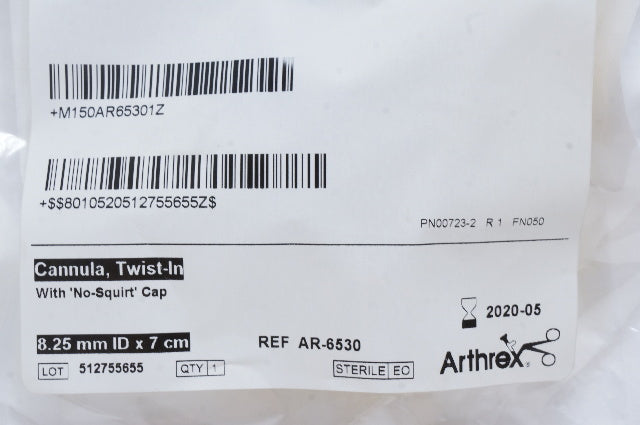 +M150AR65301Z
+$$8010520512755655Z$
PN00723-2 R 1 FN050
Cannula, Twist-In
With 'No-Squirt' Cap
2020-05
8.25 mm ID x 7 cm
REF AR-6530
Arthrex
LOT 512755655
QTY 1
STERILE EO